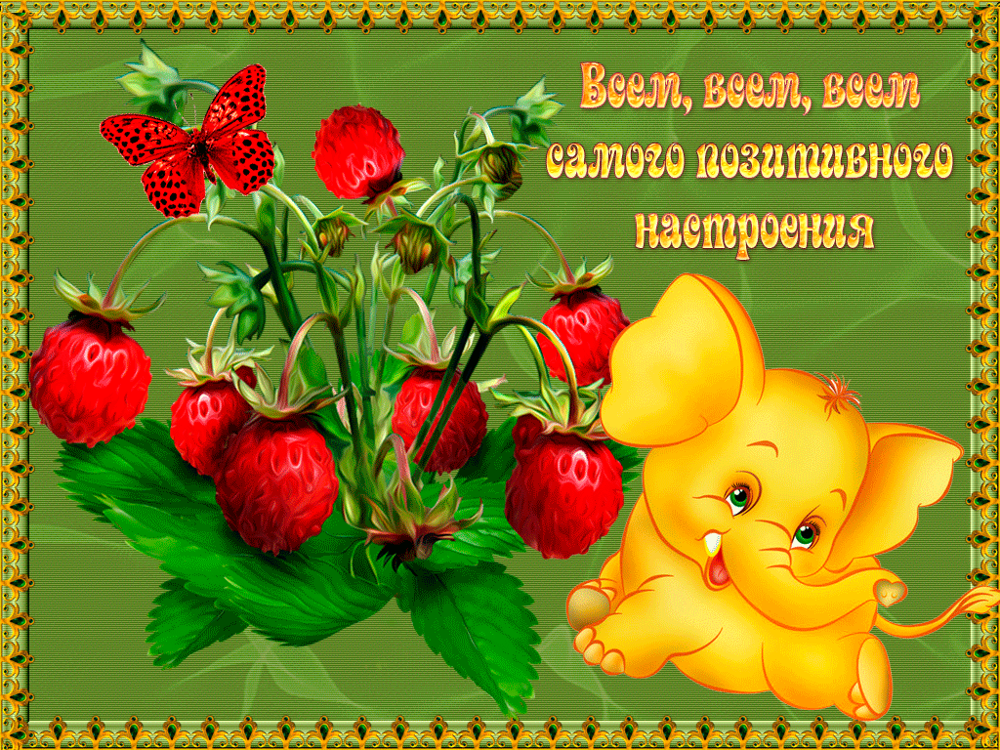 Всем, всем, всем
самого позитивного
настроения